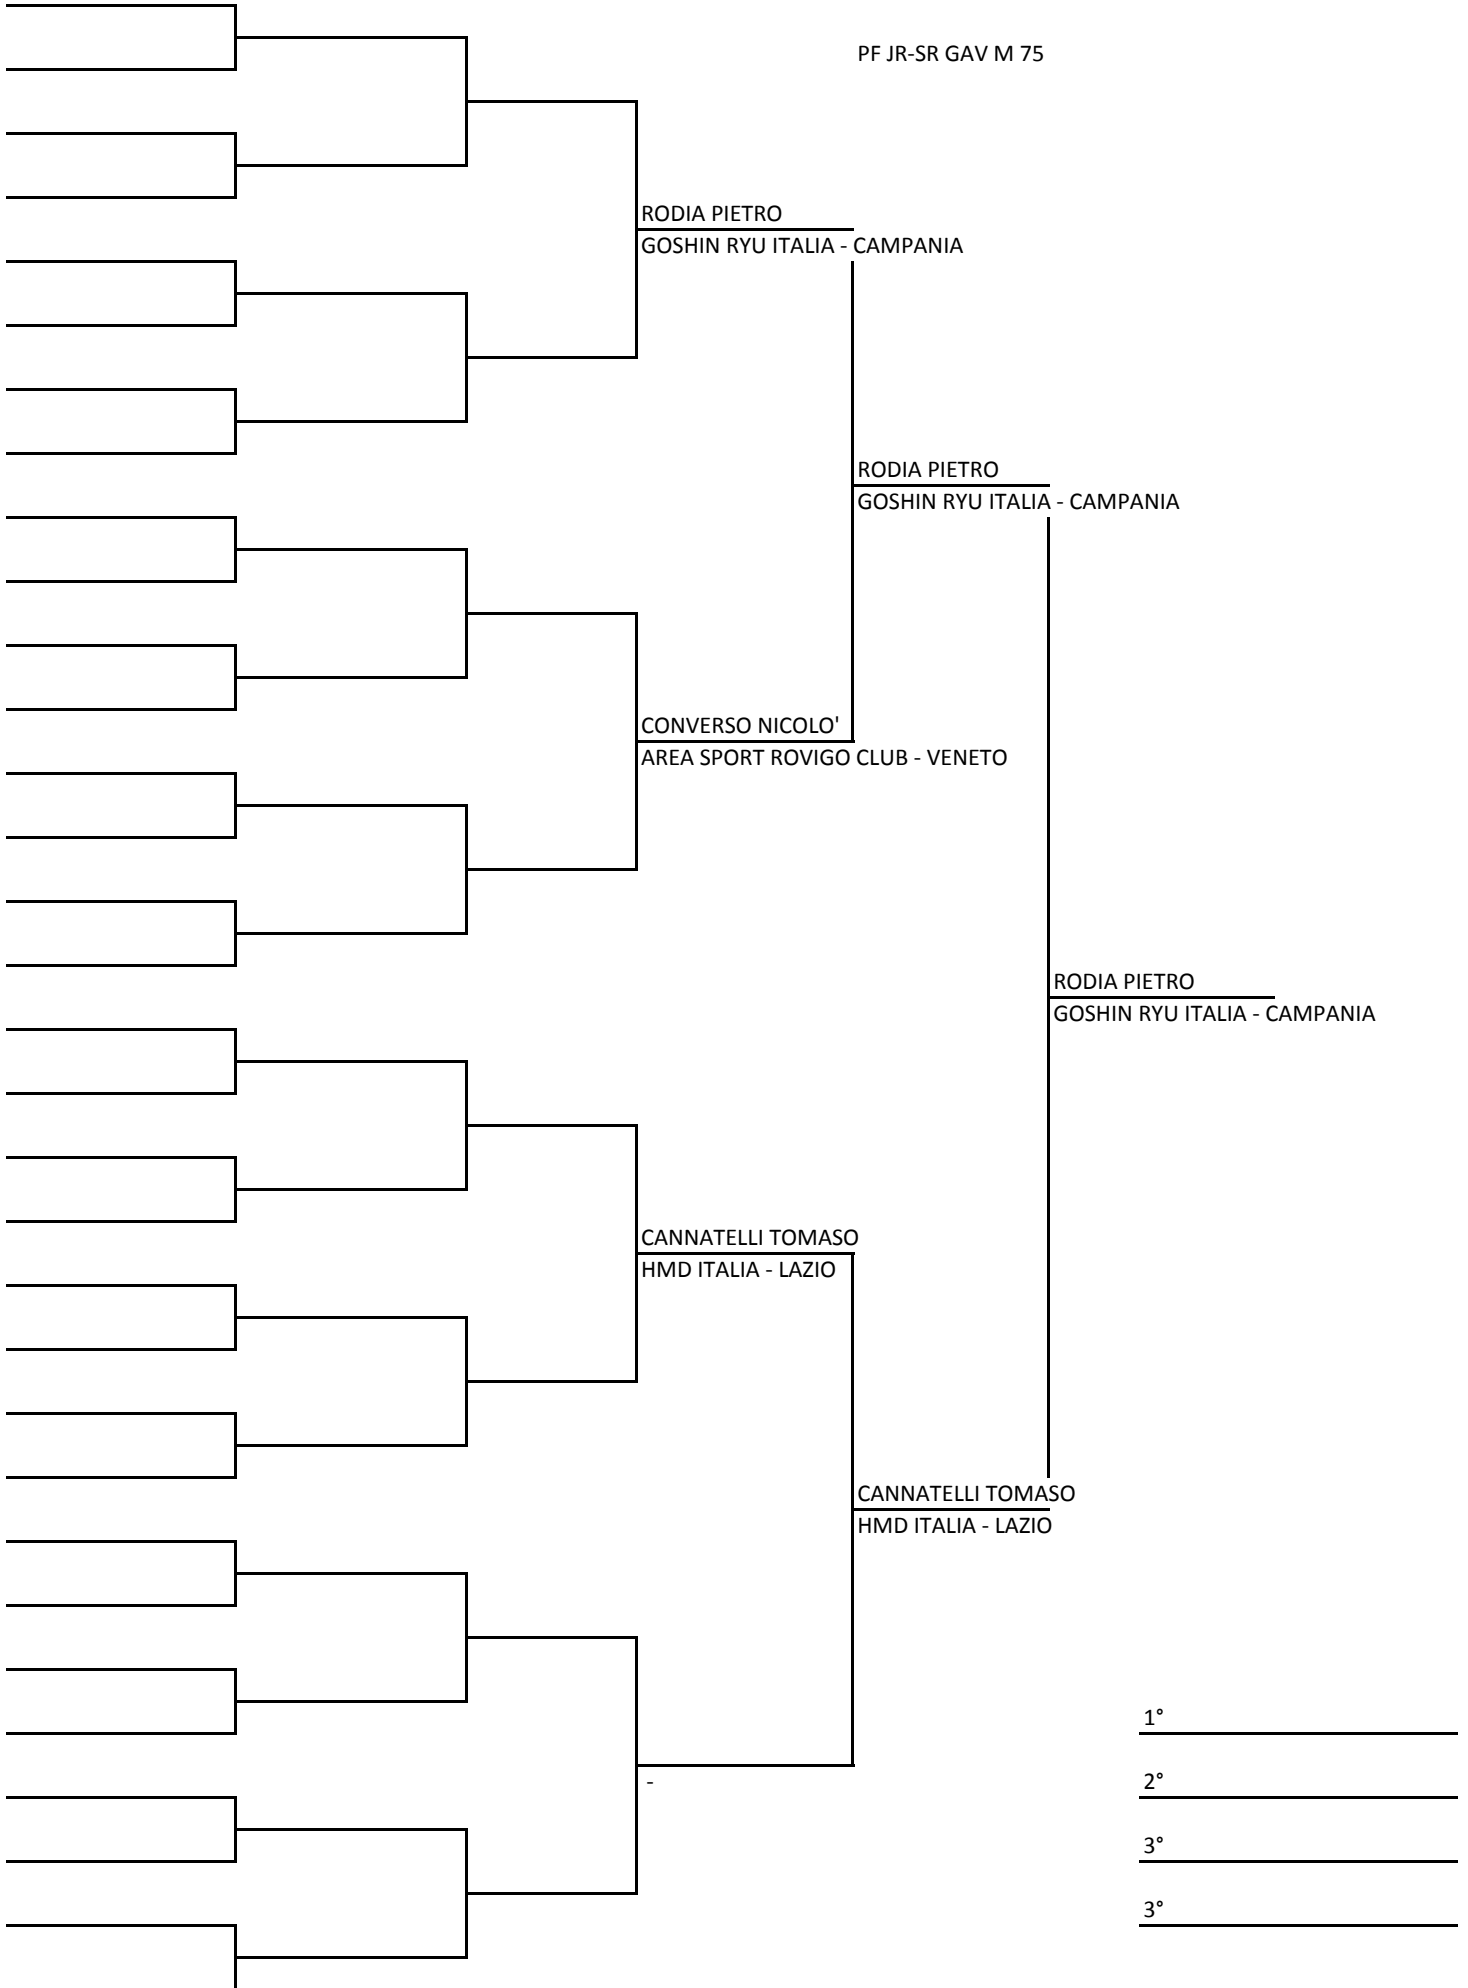 PF JR-SR GAV M 75
RODIA PIETRO
GOSHIN RYU ITALIA - CAMPANIA
RODIA PIETRO
GOSHIN RYU ITALIA - CAMPANIA
CONVERSO NICOLO'
AREA SPORT ROVIGO CLUB - VENETO
RODIA PIETRO
GOSHIN RYU ITALIA - CAMPANIA
CANNATELLI TOMASO
HMD ITALIA - LAZIO
CANNATELLI TOMASO
HMD ITALIA - LAZIO
1°
-
2°
3°
3°